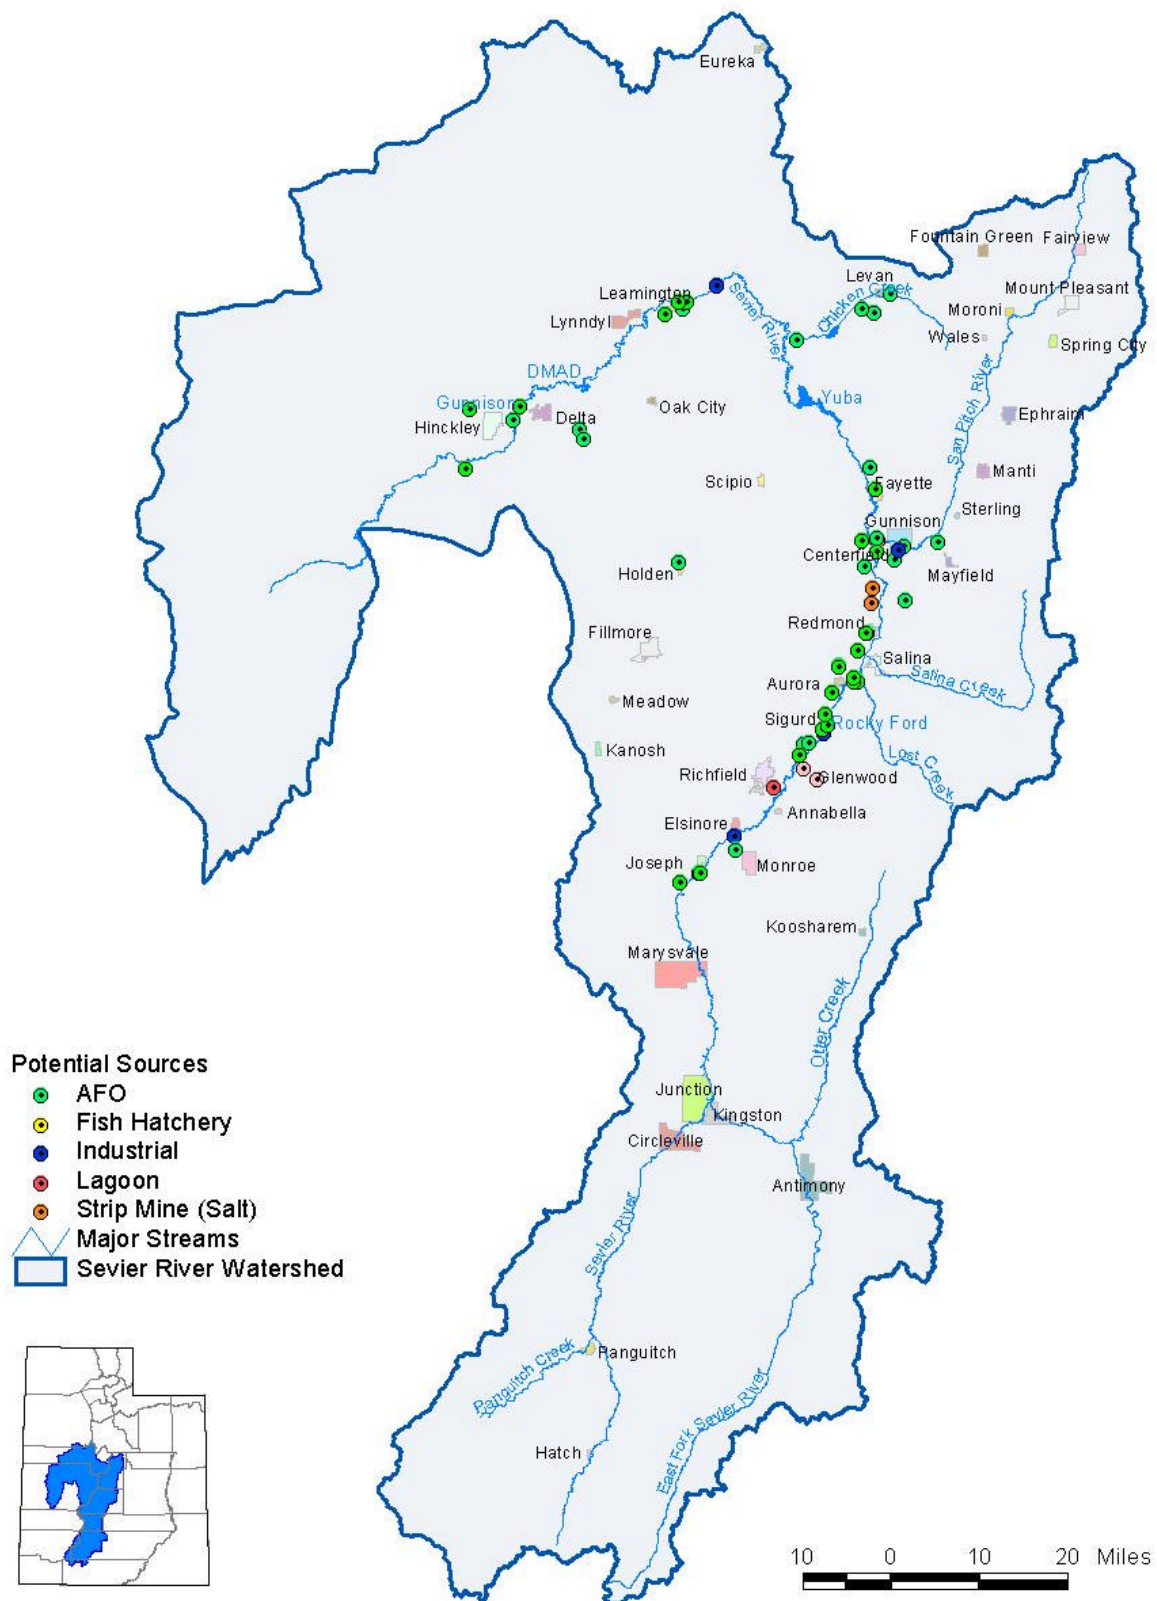 Eureka
Fountain Green
Fairview
Levan
Mount Pleasant
Leamington
Chicken Creek
Moroni
Lynndyl
Sevier River
Wales
Spring City
DMAD
San Pitch River
Gunnison
Yuba
Oak City
Delta
Ephraim
Hinckley
Manti
Scipio
Fayette
Sterling
Gunnison
Centerfield
Mayfield
Holden
Redmond
Fillmore
Salina
Salina Creek
Aurora
Meadow
Sigurd
Rocky Ford
Kanosh
Lost Creek
Richfield
Glenwood
Annabella
Elsinore
Joseph
Monroe
Koosharem
Marysvale
Otter Creek
Potential Sources
AFO
Fish Hatchery
Industrial
Lagoon
Strip Mine (Salt)
Major Streams
Sevier River Watershed
Junction
Kingston
Circleville
Antimony
Sevier River
Panguitch Creek
Panguitch
East Fork Sevier River
Hatch
10 0 10 20 Miles